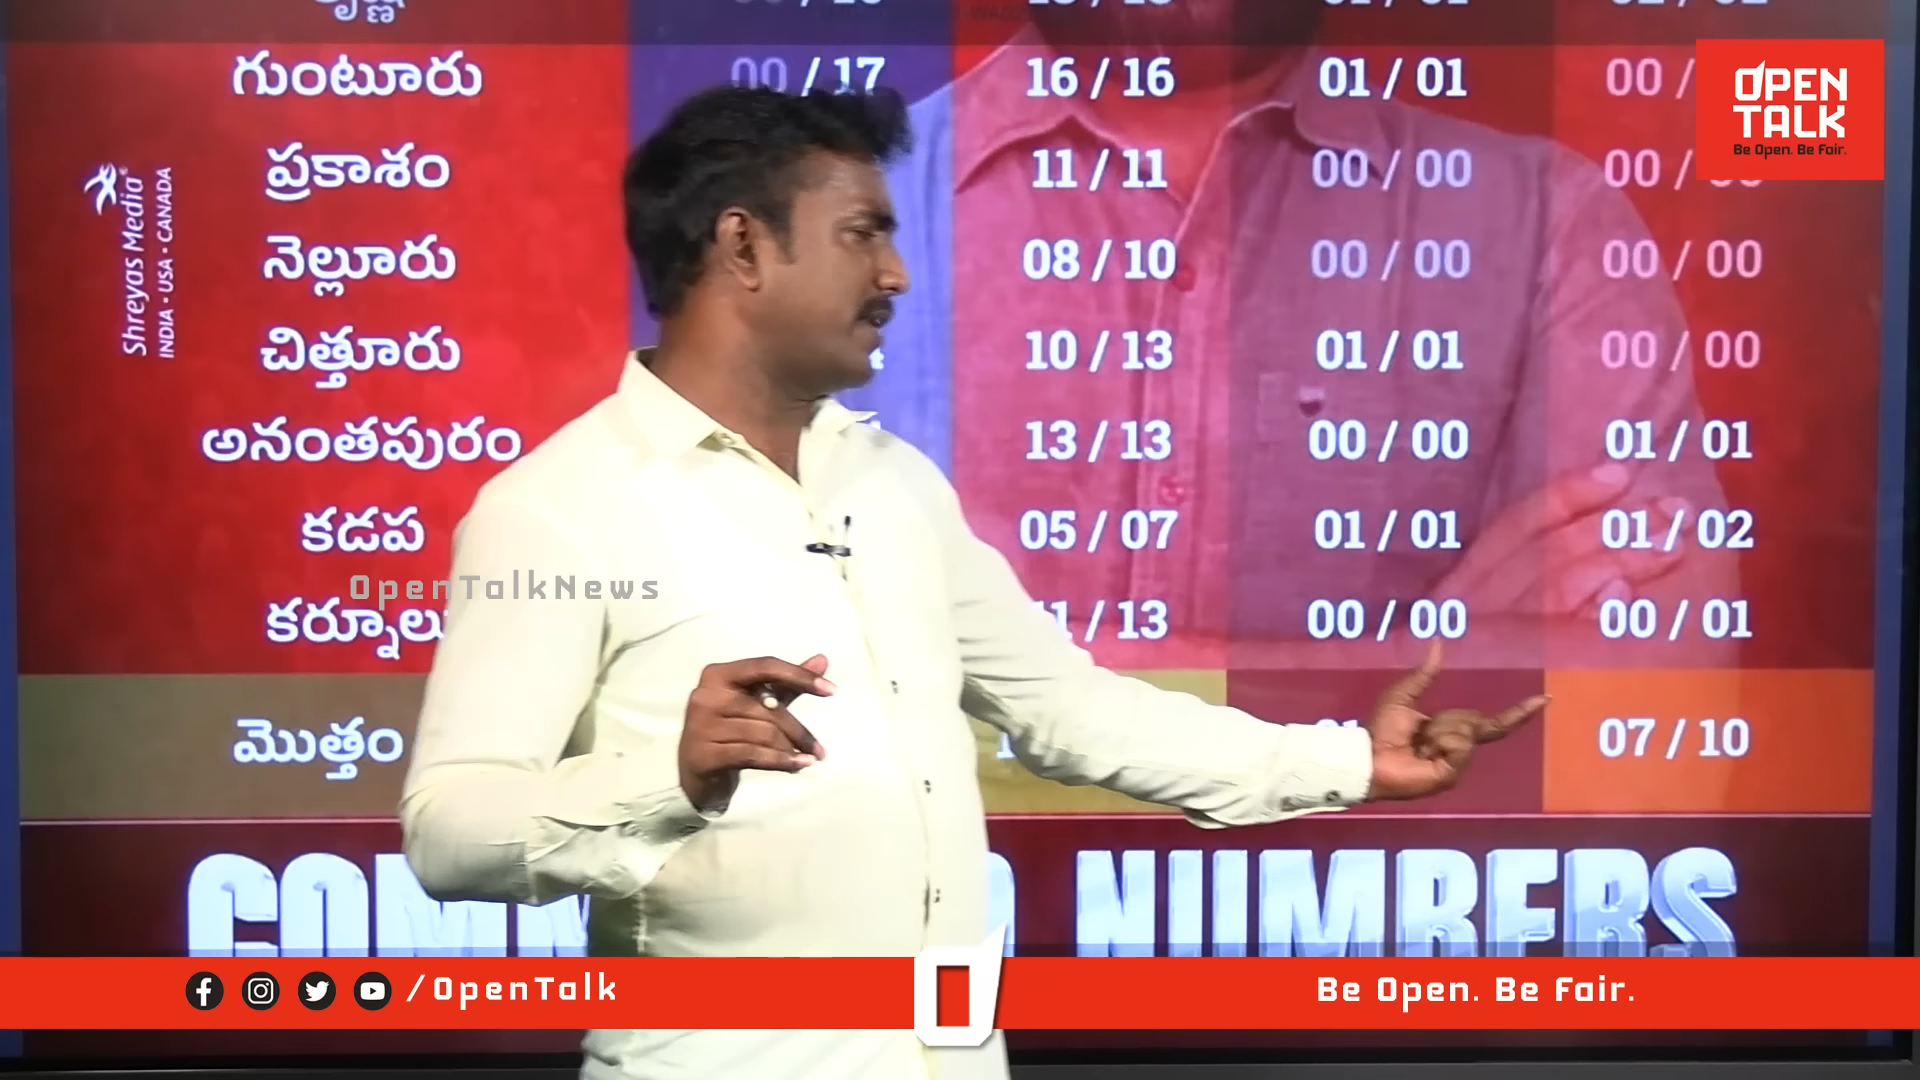 కృష్ణ
గుంటూరు 00 / 17 16 / 16 01 / 01 00 /
ప్రకాశం 11 / 11 00 / 00 00 /
నెల్లూరు 08 / 10 00 / 00 00 / 00
చిత్తూరు 10 / 13 01 / 01 00 / 00
అనంతపురం 13 / 13 00 / 00 01 / 01
కడప 05 / 07 01 / 01 01 / 02
కర్నూలు / 13 00 / 00 00 / 01
మొత్తం 07 / 10
NUMBERS
OPEN
TALK
Be Open. Be Fair.
Shreyas Media®
INDIA • USA • CANADA
OpenTalkNews
/OpenTalk
Be Open. Be Fair.